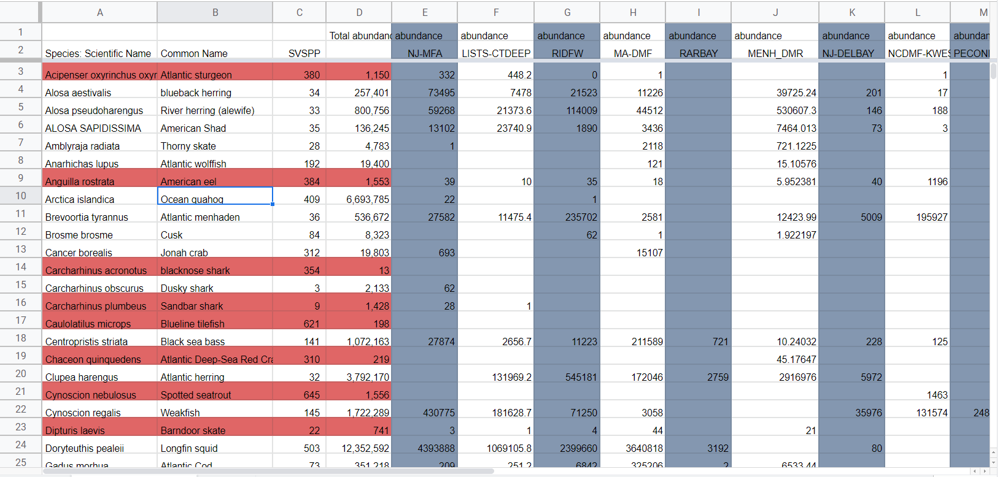 A B C D E F G H I J K L M
1 Total abundanc abundance abundance abundance abundance abundance abundance abundance abundance abundan
2 Species: Scientific Name Common Name SVSPP NJ-MFA LISTS-CTDEEP RIDFW MA-DMF RARBAY MENH_DMR NJ-DELBAY NCDMF-KWES PECONI
3 Acipenser oxyrinchus oxyr Atlantic sturgeon 380 1,150 332 448.2 0 1 1
4 Alosa aestivalis blueback herring 34 257,401 73495 7478 21523 11226 39725.24 201 17
5 Alosa pseudoharengus River herring (alewife) 33 800,756 59268 21373.6 114009 44512 530607.3 146 188
6 ALOSA SAPIDISSIMA American Shad 35 136,245 13102 23740.9 1890 3436 7464.013 73 3
7 Amblyraja radiata Thorny skate 28 4,783 1 2118 721.1225
8 Anarhichas lupus Atlantic wolffish 192 19,400 121 15.10576
9 Anguilla rostrata American eel 384 1,553 39 10 35 18 5.952381 40 1196
10 Arctica islandica Ocean quahog 409 6,693,785 22 1
11 Brevoortia tyrannus Atlantic menhaden 36 536,672 27582 11475.4 235702 2581 12423.99 5009 195927
12 Brosme brosme Cusk 84 8,323 62 1 1.922197
13 Cancer borealis Jonah crab 312 19,803 693 15107
14 Carcharhinus acronotus blacknose shark 354 13
15 Carcharhinus obscurus Dusky shark 3 2,133 62
16 Carcharhinus plumbeus Sandbar shark 9 1,428 28 1
17 Caulolatilus microps Blueline tilefish 621 198
18 Centropristis striata Black sea bass 141 1,072,163 27874 2656.7 11223 211589 721 10.24032 228 125
19 Chaceon quinquedens Atlantic Deep-Sea Red Cra 310 219 45.17647
20 Clupea harengus Atlantic herring 32 3,792,170 131969.2 545181 172046 2759 2916976 5972
21 Cynoscion nebulosus Spotted seatrout 645 1,556 1463
22 Cynoscion regalis Weakfish 145 1,722,289 430775 181628.7 71250 3058 35976 131574 248
23 Dipturis laevis Barndoor skate 22 741 3 1 4 44 21
24 Doryteuthis pealeii Longfin squid 503 12,352,592 4393888 1069105.8 2399660 3640818 3192 80
25 Gadus morhua Atlantic Cod 73 351,218 209 251.2 6842 325206 2 6533.44